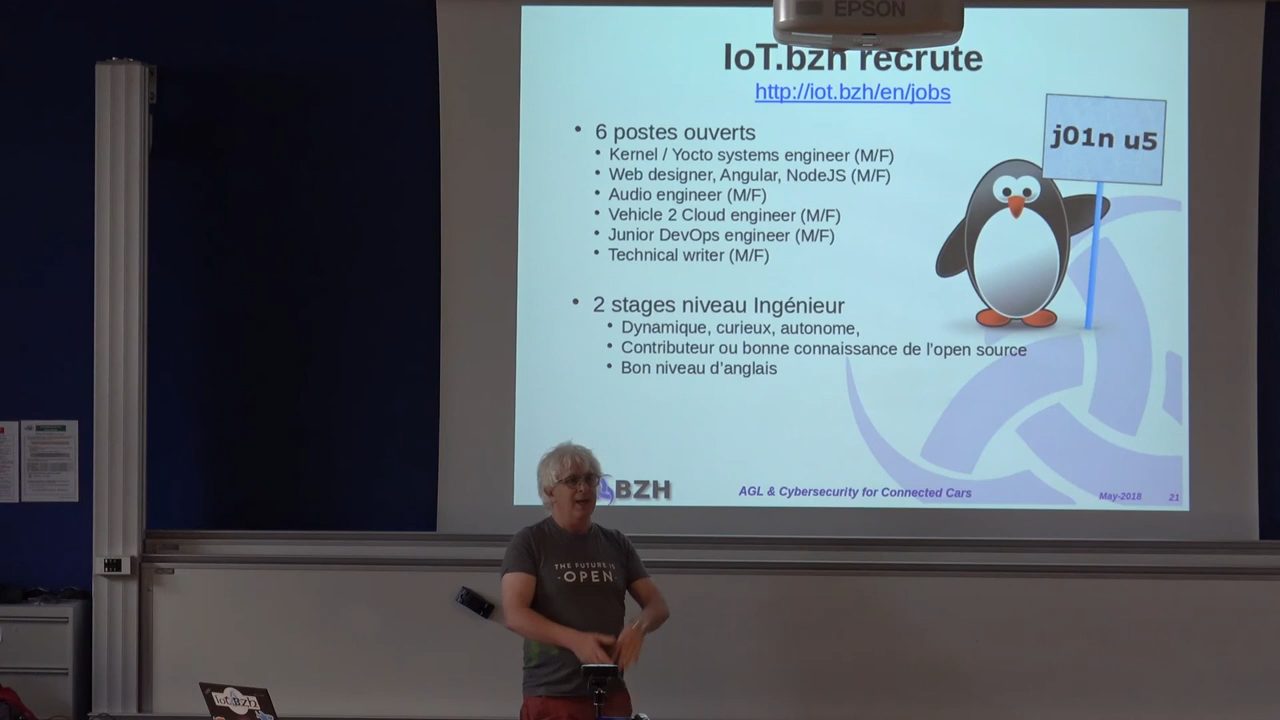 EPSON
IoT.bzh recrute
http://iot.bzh/en/jobs
j01n u5
• 6 postes ouverts
• Kernel / Yocto systems engineer (M/F)
• Web designer, Angular, NodeJS (M/F)
• Audio engineer (M/F)
• Vehicle 2 Cloud engineer (M/F)
• Junior DevOps engineer (M/F)
• Technical writer (M/F)
• 2 stages niveau Ingénieur
• Dynamique, curieux, autonome,
• Contributeur ou bonne connaissance de l'open source
• Bon niveau d'anglais
BZH
AGL & Cybersecurity for Connected Cars
May-2018
21
THE FUTURE IS
·OPEN
IoT.Bzh